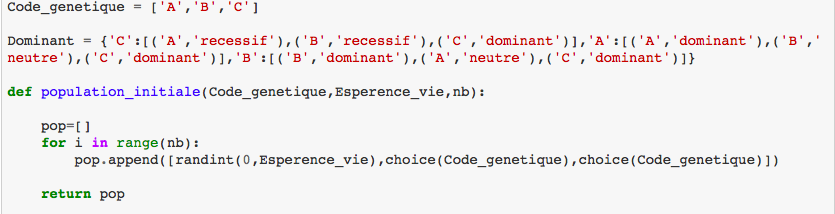 Code_genetique = ['A','B','C']
Dominant = {'C':[('A','recessif'),('B','recessif'),('C','dominant')],'A':[('A','dominant'),('B','
neutre'),('C','dominant')],'B':[('B','dominant'),('A','neutre'),('C','dominant')]}
def population_initiale(Code_genetique,Esperence_vie,nb):
    pop=[]
    for i in range(nb):
        pop.append([randint(0,Esperence_vie),choice(Code_genetique),choice(Code_genetique)])
    return pop